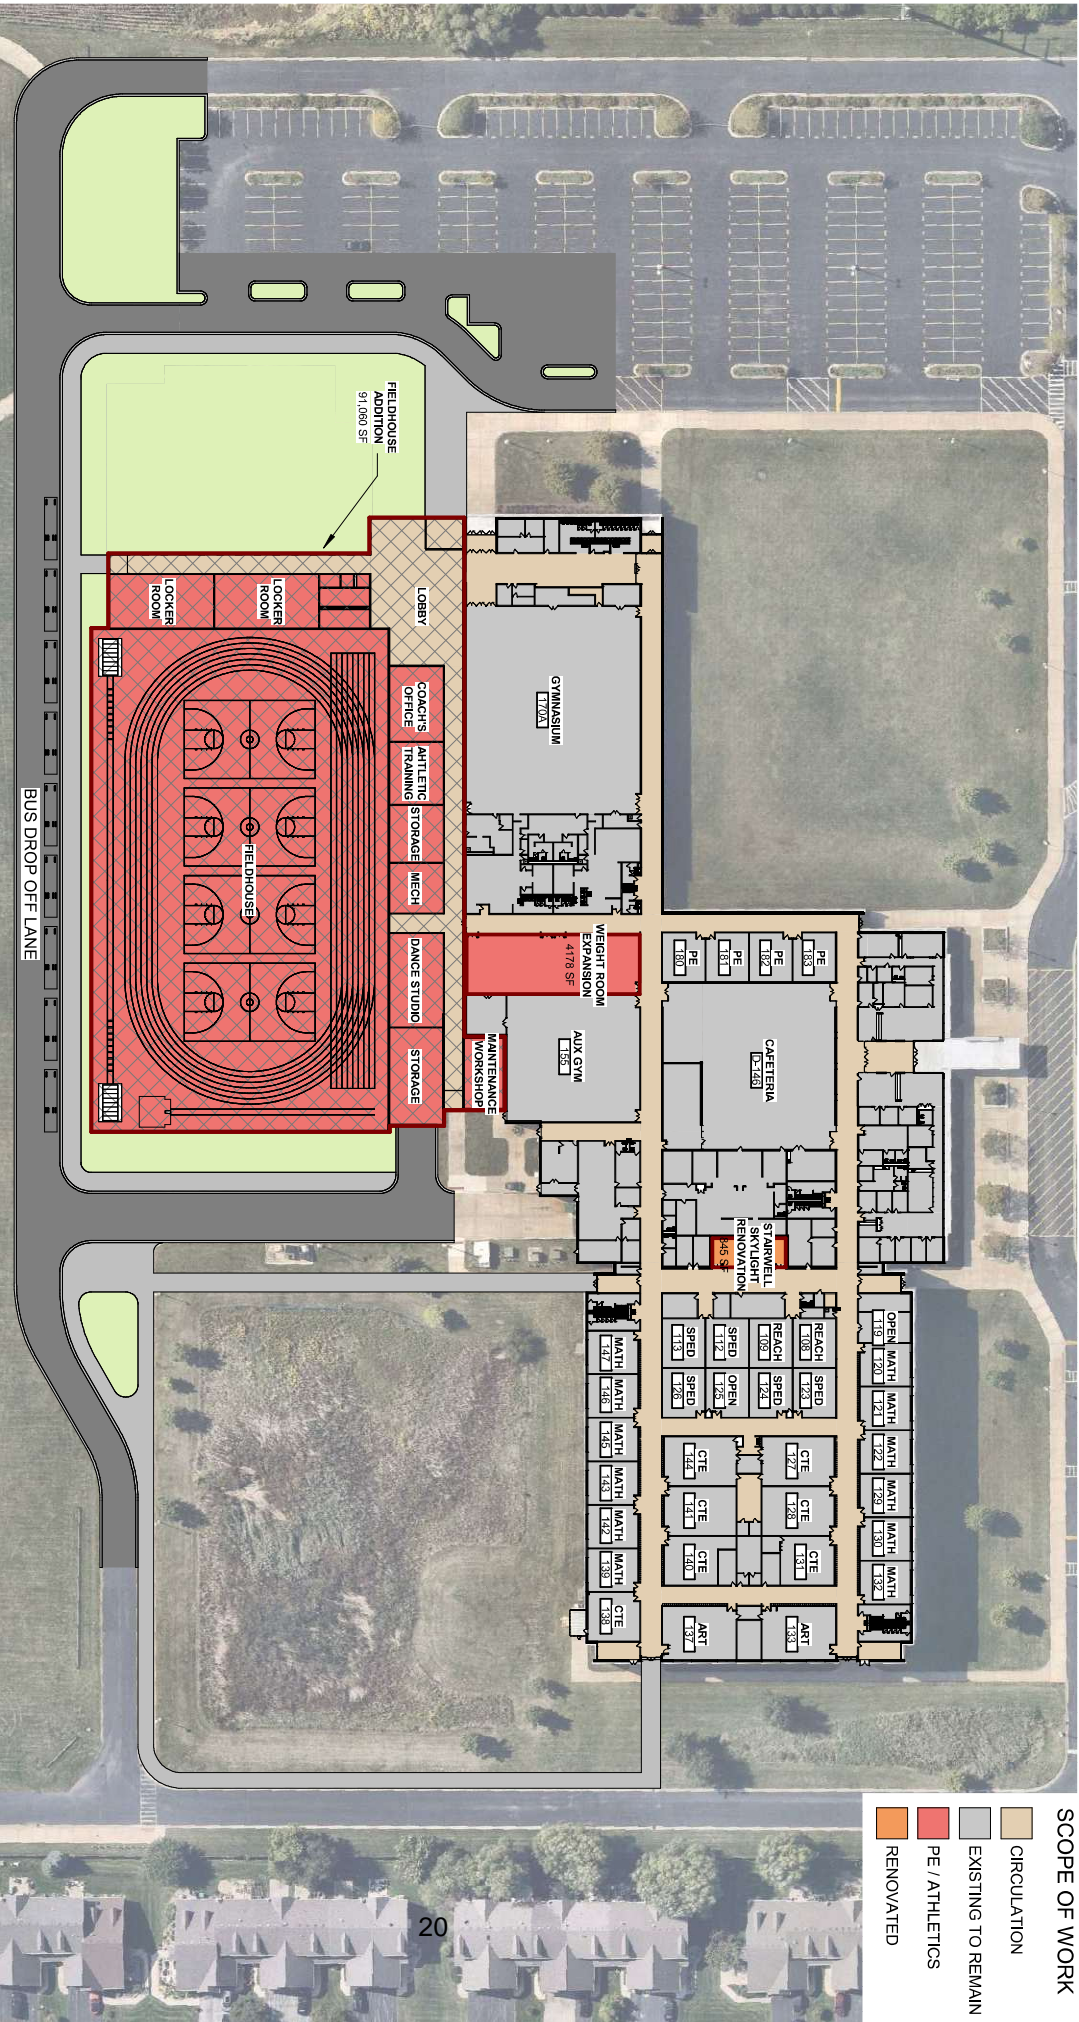 SCOPE OF WORK
CIRCULATION
EXISTING TO REMAIN
PE / ATHLETICS
RENOVATED
FIELDHOUSE
ADDITION
91,060 SF
LOBBY
LOCKER
ROOM
LOCKER
ROOM
COACH'S
OFFICE
AHTLETIC
TRAINING
STORAGE
MECH
DANCE STUDIO
STORAGE
FIELDHOUSE
BUS DROP OFF LANE
GYMNASIUM
170A
WEIGHT ROOM
EXPANSION
4178 SF
AUX GYM
155
MAINTENANCE
WORKSHOP
PE
183
PE
182
PE
181
PE
180
CAFETERIA
D-146
STAIRWELL
SKYLIGHT
RENOVATION
845 SF
OPEN
119
MATH
120
MATH
121
MATH
122
MATH
129
MATH
130
MATH
132
REACH
108
REACH
109
SPED
112
SPED
113
SPED
123
SPED
124
OPEN
125
SPED
126
CTE
127
CTE
128
CTE
131
CTE
144
CTE
141
CTE
140
ART
133
ART
137
MATH
147
MATH
146
MATH
145
MATH
143
MATH
142
MATH
139
CTE
138
20